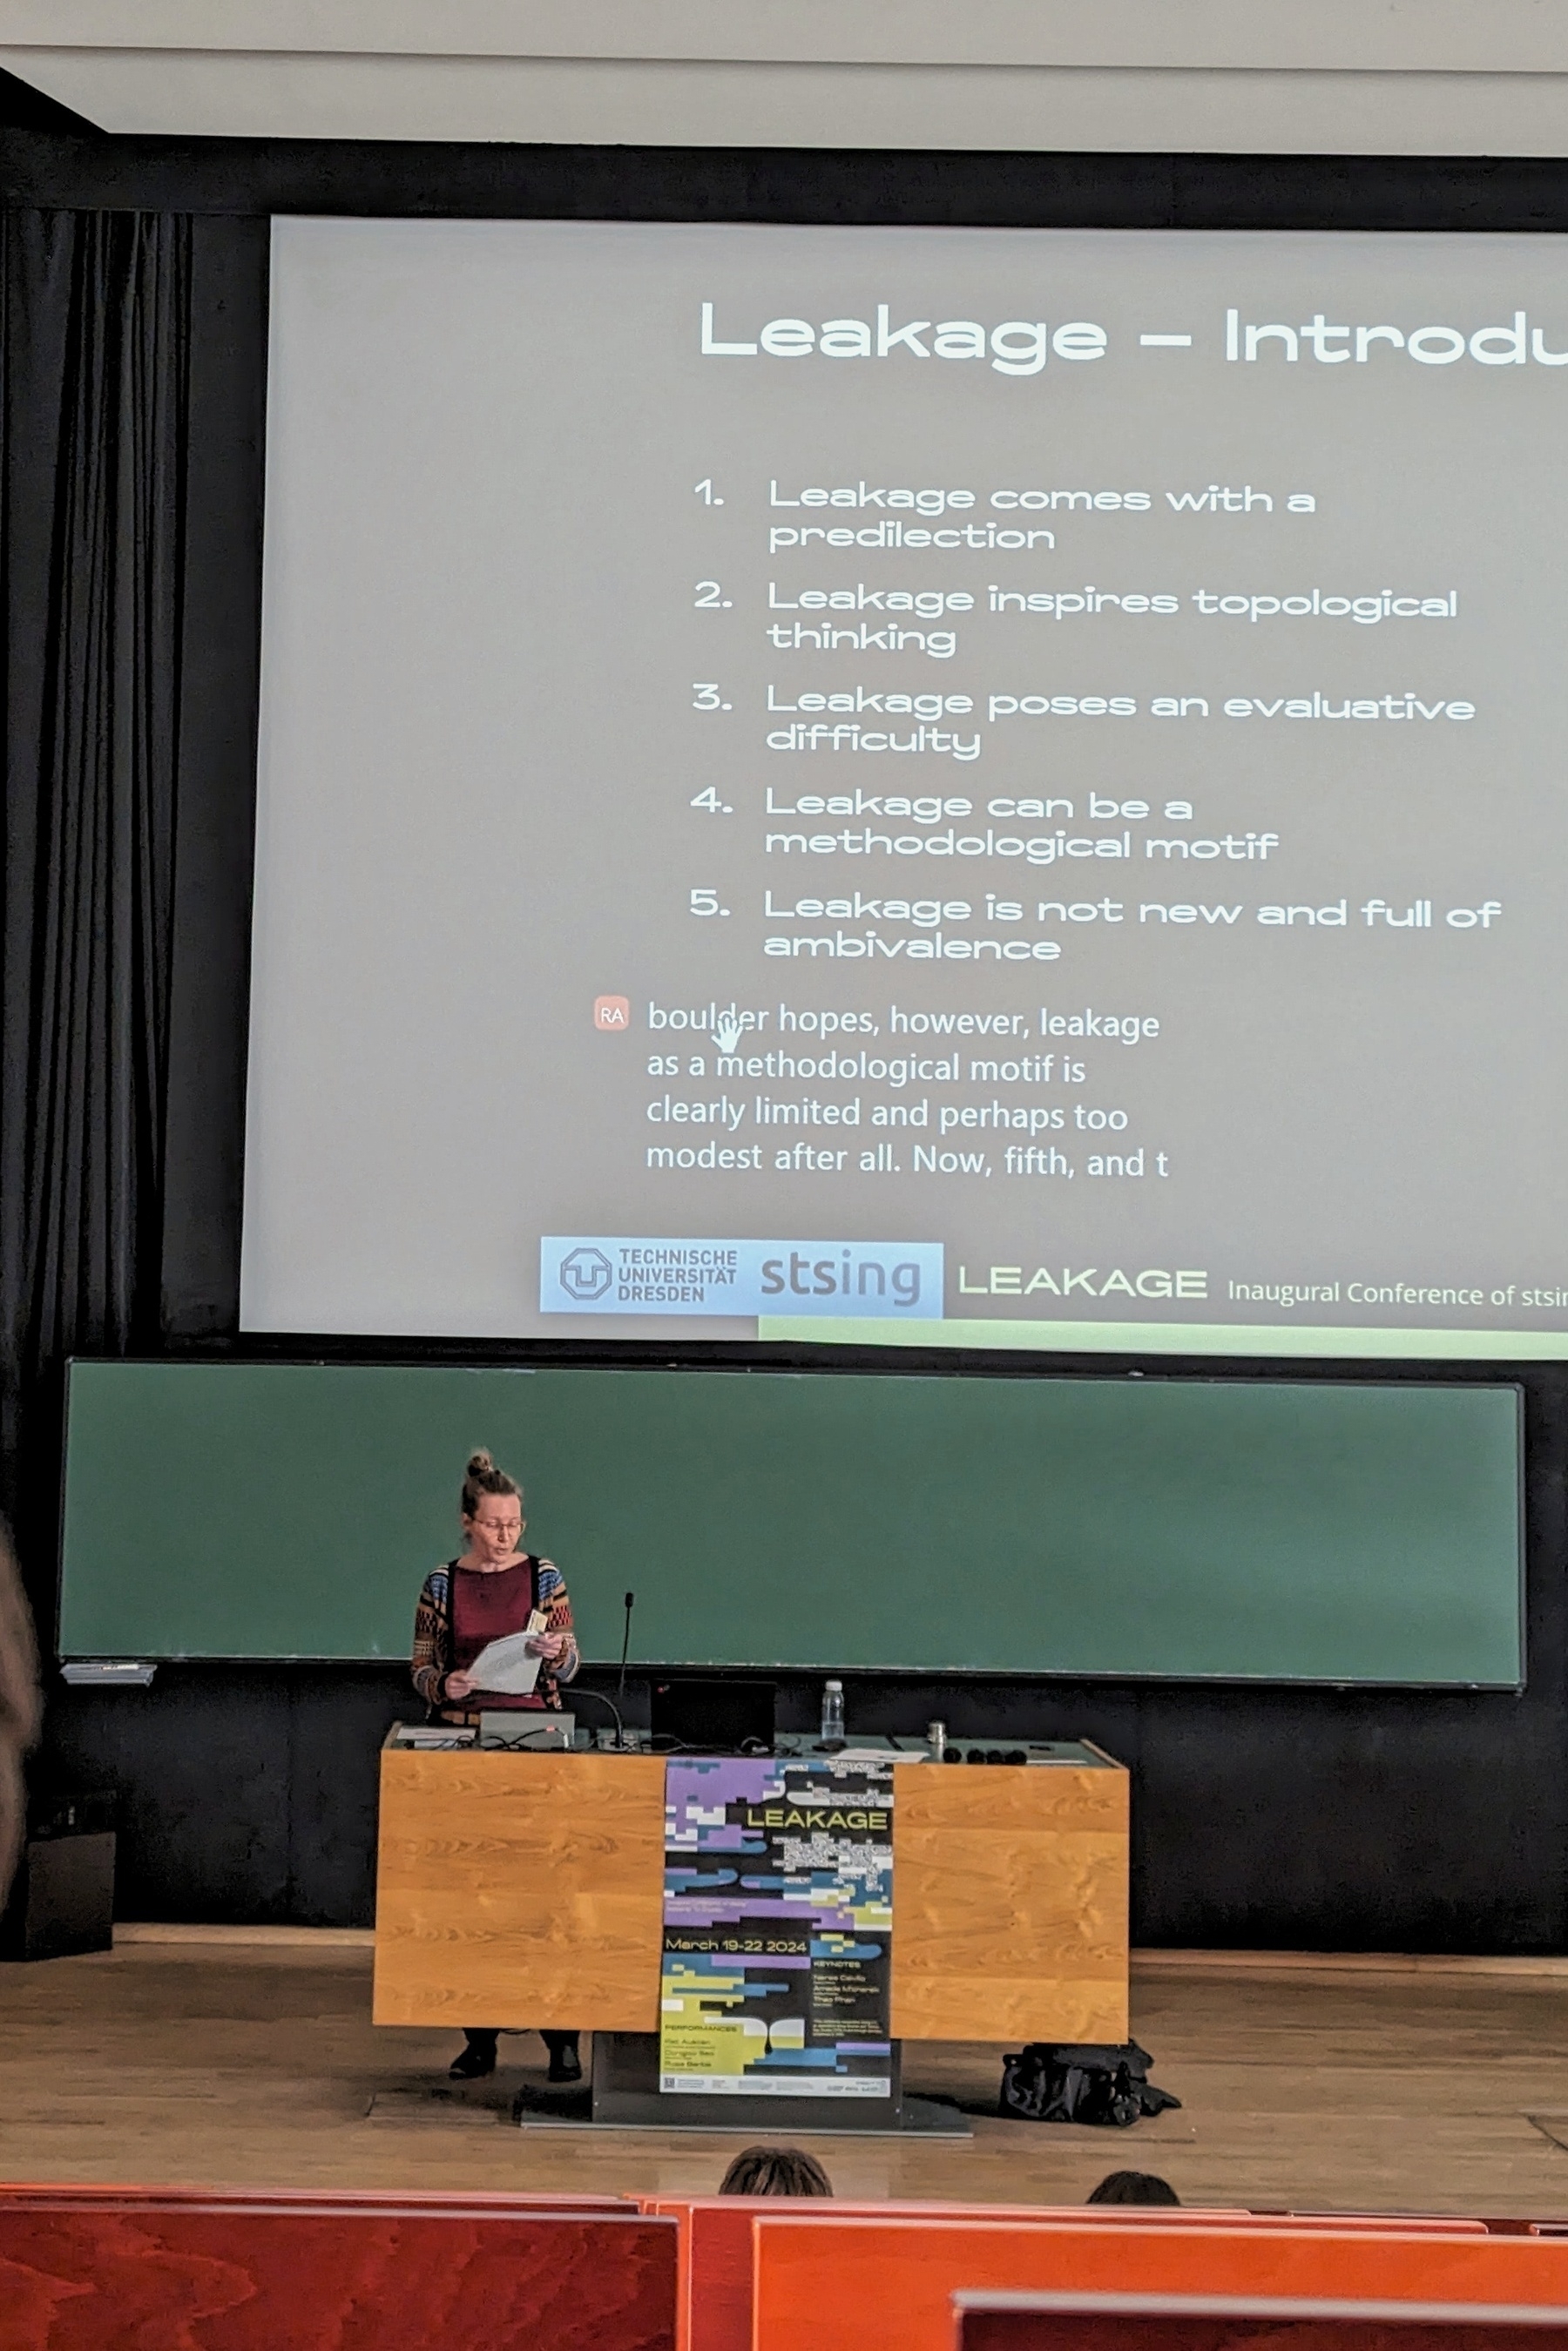 Leakage – Introdu
1. Leakage comes with a
predilection
2. Leakage inspires topological
thinking
3. Leakage poses an evaluative
difficulty
4. Leakage can be a
methodological motif
5. Leakage is not new and full of
ambivalence
RA boulder hopes, however, leakage
as a methodological motif is
clearly limited and perhaps too
modest after all. Now, fifth, and t
TECHNISCHE
UNIVERSITÄT
DRESDEN
stsing
LEAKAGE Inaugural Conference of stsin
LEAKAGE
March 19-22 2024
KEYNOTES
PERFORMANCES